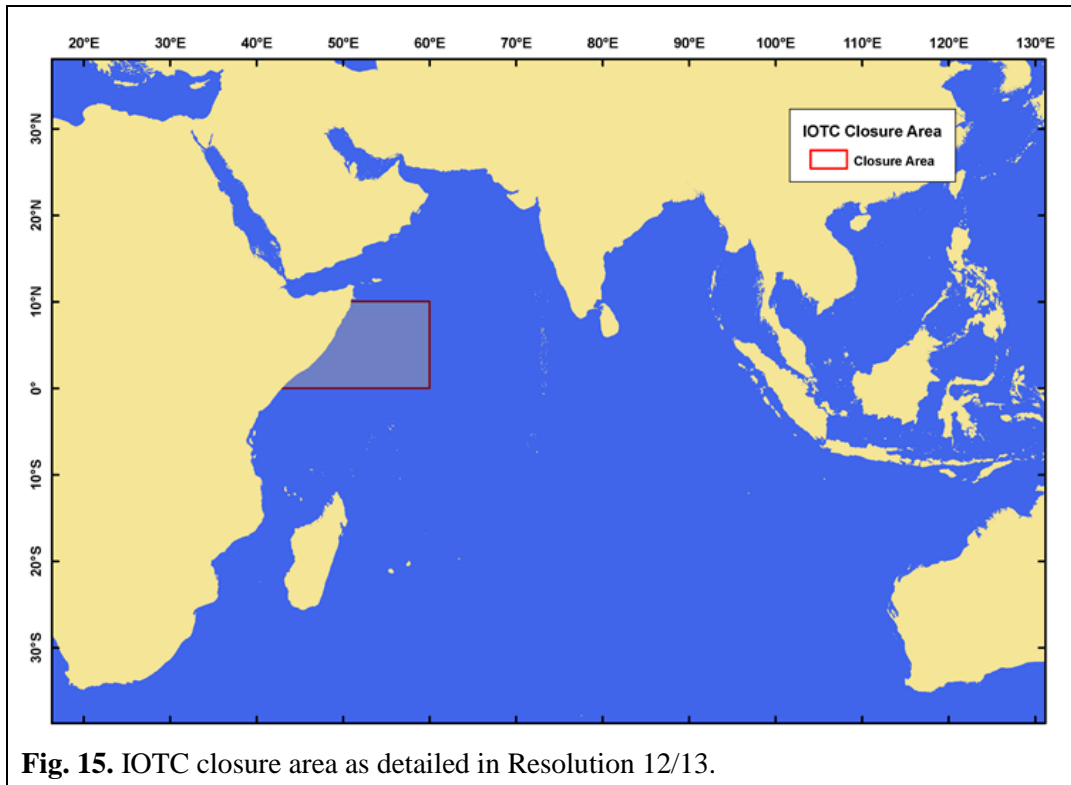 20°E 30°E 40°E 50°E 60°E 70°E 80°E 90°E 100°E 110°E 120°E 130°E
30°N
20°N
10°N
0°
10°S
20°S
30°S
IOTC Closure Area
Closure Area
Fig. 15. IOTC closure area as detailed in Resolution 12/13.